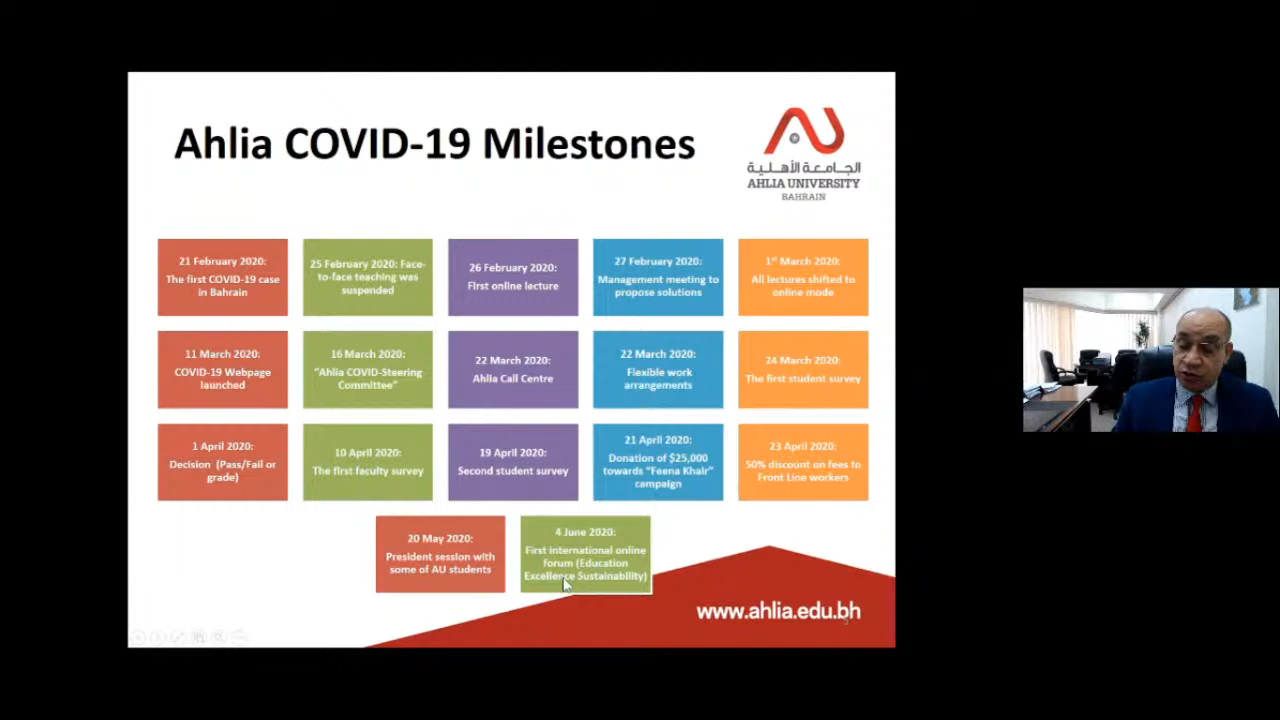 Ahlia COVID-19 Milestones
الجامعة الأهلية
AHLIA UNIVERSITY
BAHRAIN
21 February 2020:
The first COVID-19 case
in Bahrain
25 February 2020: Face-
to-face teaching was
suspended
26 February 2020:
First online lecture
27 February 2020:
Management meeting to
propose solutions
1st March 2020:
All lectures shifted to
online mode
11 March 2020:
COVID-19 Webpage
launched
16 March 2020:
"Ahlia COVID-Steering
Committee"
22 March 2020:
Ahlia Call Centre
22 March 2020:
Flexible work
arrangements
24 March 2020:
The first student survey
1 April 2020:
Decision (Pass/Fail or
grade)
10 April 2020:
The first faculty survey
19 April 2020:
Second student survey
21 April 2020:
Donation of $25,000
towards "Feena Khair"
campaign
23 April 2020:
50% discount on fees to
Front Line workers
20 May 2020:
President session with
some of AU students
4 June 2020:
First international online
forum (Education
Excellence Sustainability)
www.ahlia.edu.bh